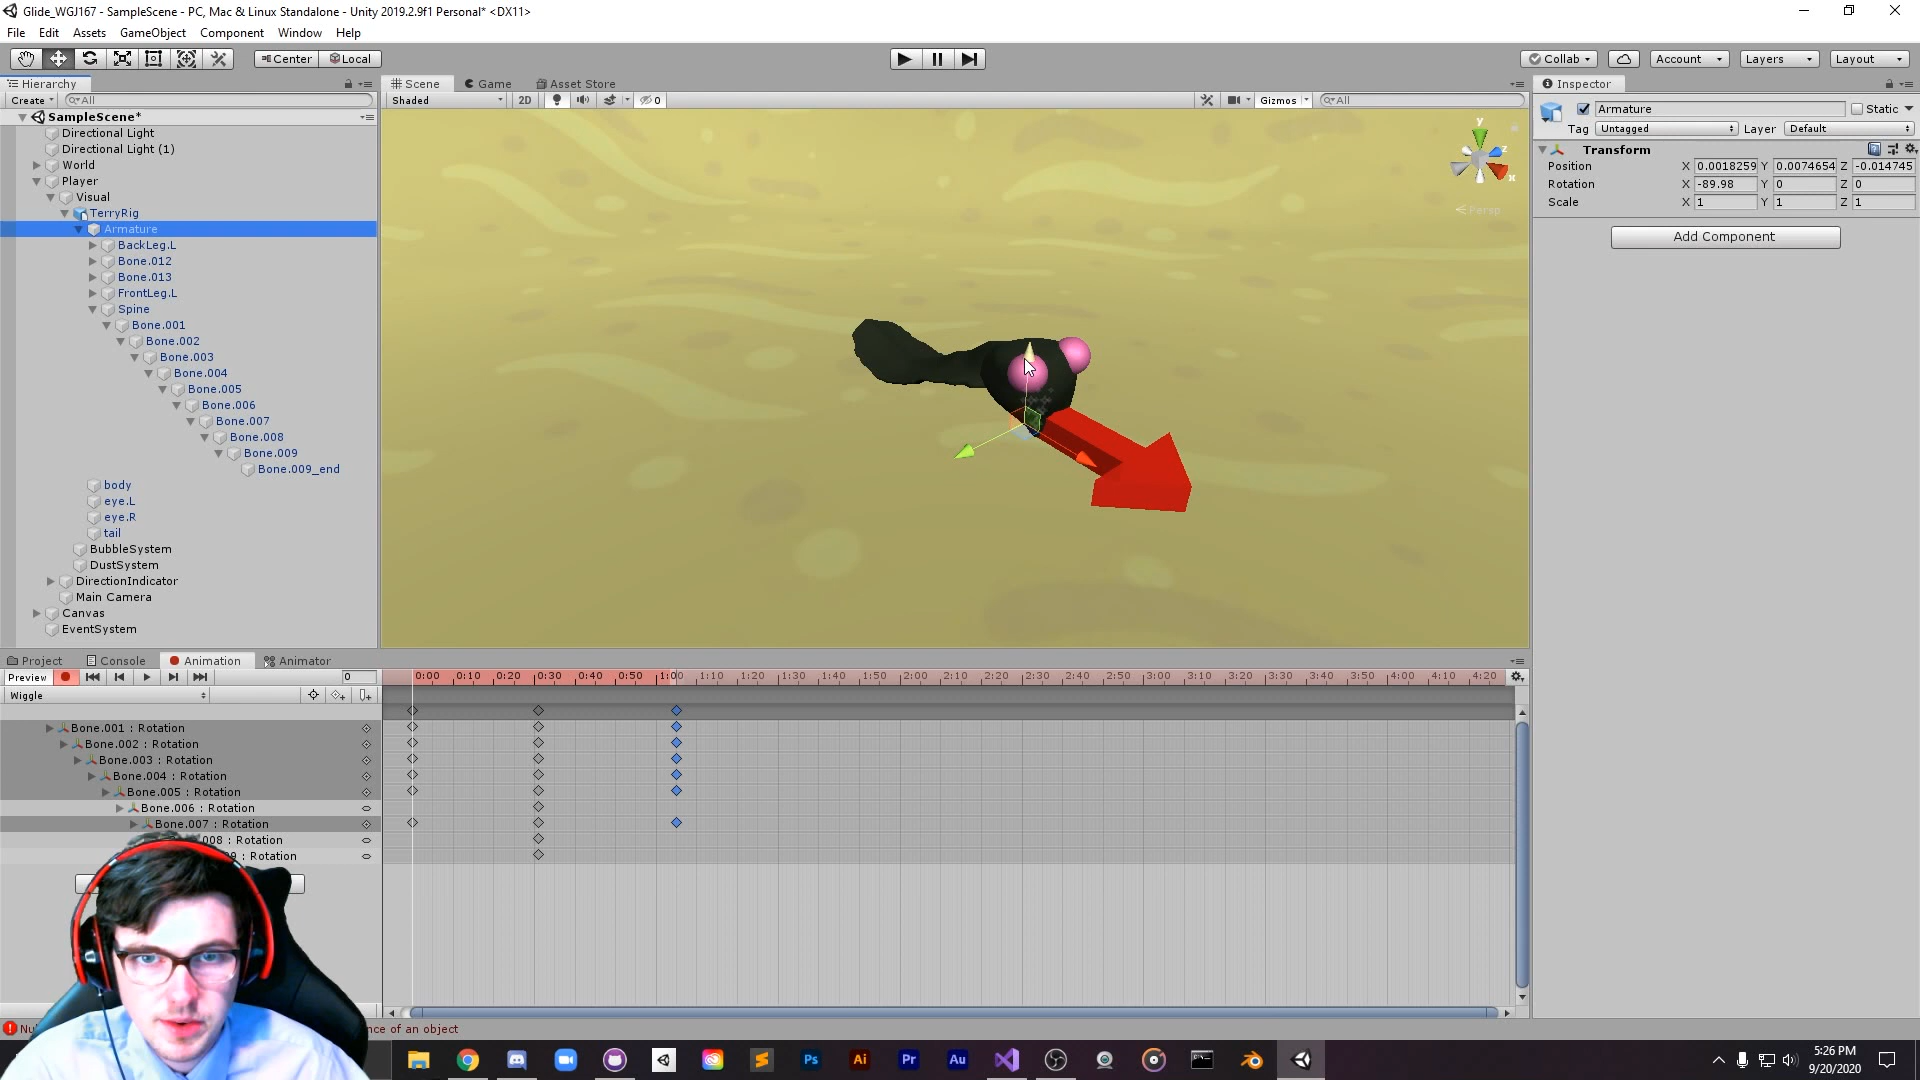 Glide_WGJ167 - SampleScene - PC, Mac & Linux Standalone - Unity 2019.2.9f1 Personal* <DX11>
File Edit Assets GameObject Component Window Help
Center Local Collab Account Layers Layout
Hierarchy
Create All
SampleScene*
Directional Light
Directional Light (1)
World
Player
Visual
TerryRig
Armature
BackLeg.L
Bone.012
Bone.013
FrontLeg.L
Spine
Bone.001
Bone.002
Bone.003
Bone.004
Bone.005
Bone.006
Bone.007
Bone.008
Bone.009
Bone.009_end
body
eye.L
eye.R
tail
BubbleSystem
DustSystem
DirectionIndicator
Main Camera
Canvas
EventSystem
Scene Game Asset Store
Shaded 2D 0 Gizmos All
y
z
x
Persp
Inspector
Armature Static
Tag Untagged Layer Default
Transform
Position X 0.0018259 Y 0.0074654 Z -0.014745
Rotation X -89.98 Y 0 Z 0
Scale X 1 Y 1 Z 1
Add Component
Project Console Animation Animator
Preview 0
0:00 0:10 0:20 0:30 0:40 0:50 1:00 1:10 1:20 1:30 1:40 1:50 2:00 2:10 2:20 2:30 2:40 2:50 3:00 3:10 3:20 3:30 3:40 3:50 4:00 4:10 4:20
Wiggle
Bone.001 : Rotation
Bone.002 : Rotation
Bone.003 : Rotation
Bone.004 : Rotation
Bone.005 : Rotation
Bone.006 : Rotation
Bone.007 : Rotation
008 : Rotation
9 : Rotation
nce of an object
Ps Ai Pr Au
5:26 PM
9/20/2020